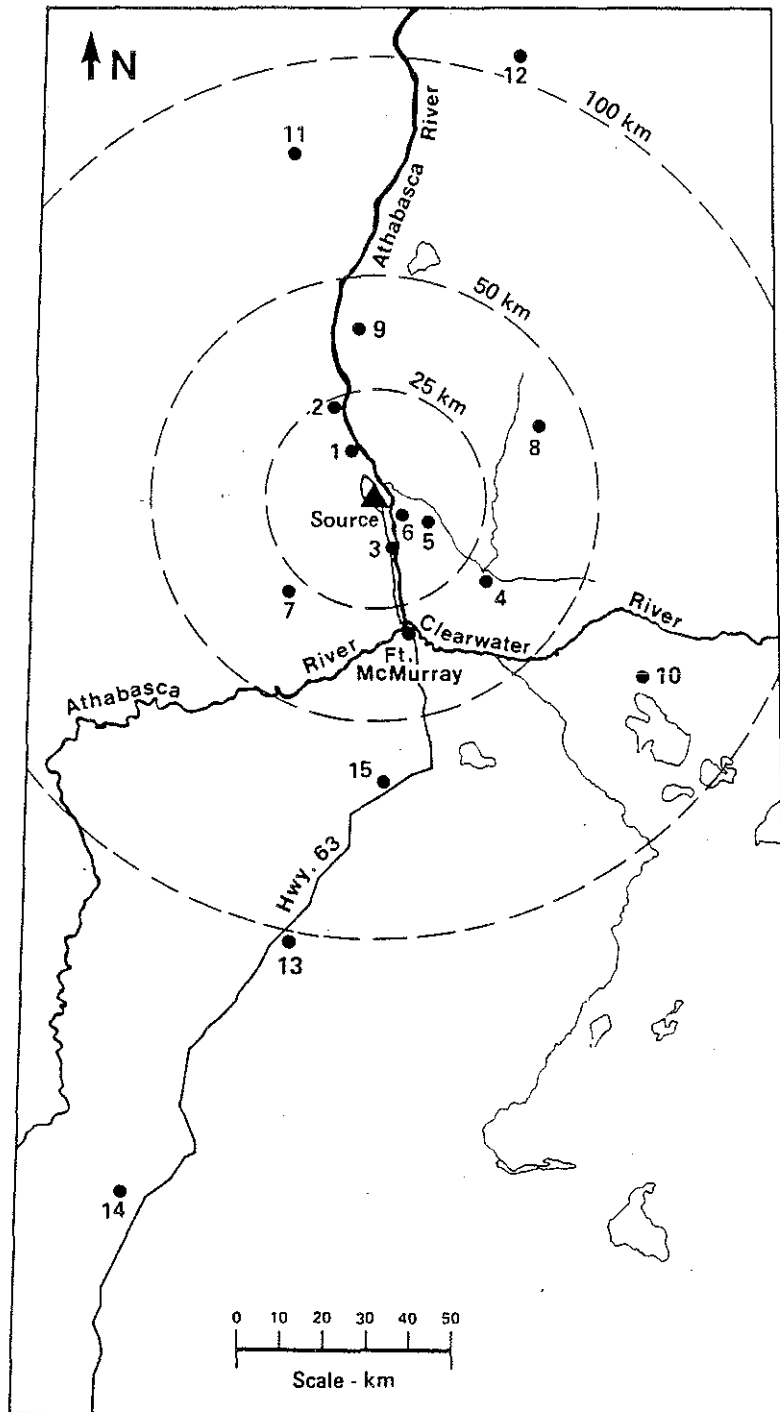 N
12
100 km
11
Athabasca River
50 km
9
25 km
2
8
1
Source
6
5
3
4
7
Clearwater River
Ft.
McMurray
Athabasca River
10
15
Hwy. 63
13
14
0 10 20 30 40 50
Scale - km